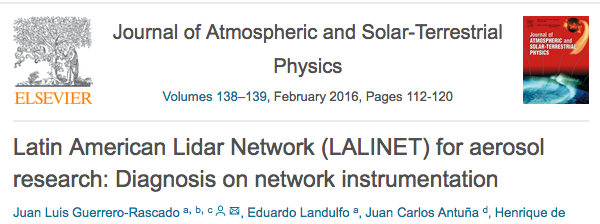 Journal of Atmospheric and Solar-Terrestrial
Physics
Volumes 138–139, February 2016, Pages 112-120
ELSEVIER
Journal of
ATMOSPHERIC AND
SOLAR-TERRESTRIAL
PHYSICS
Latin American Lidar Network (LALINET) for aerosol
research: Diagnosis on network instrumentation
Juan Luis Guerrero-Rascado a, b, c, Eduardo Landulfo a, Juan Carlos Antuña d, Henrique de